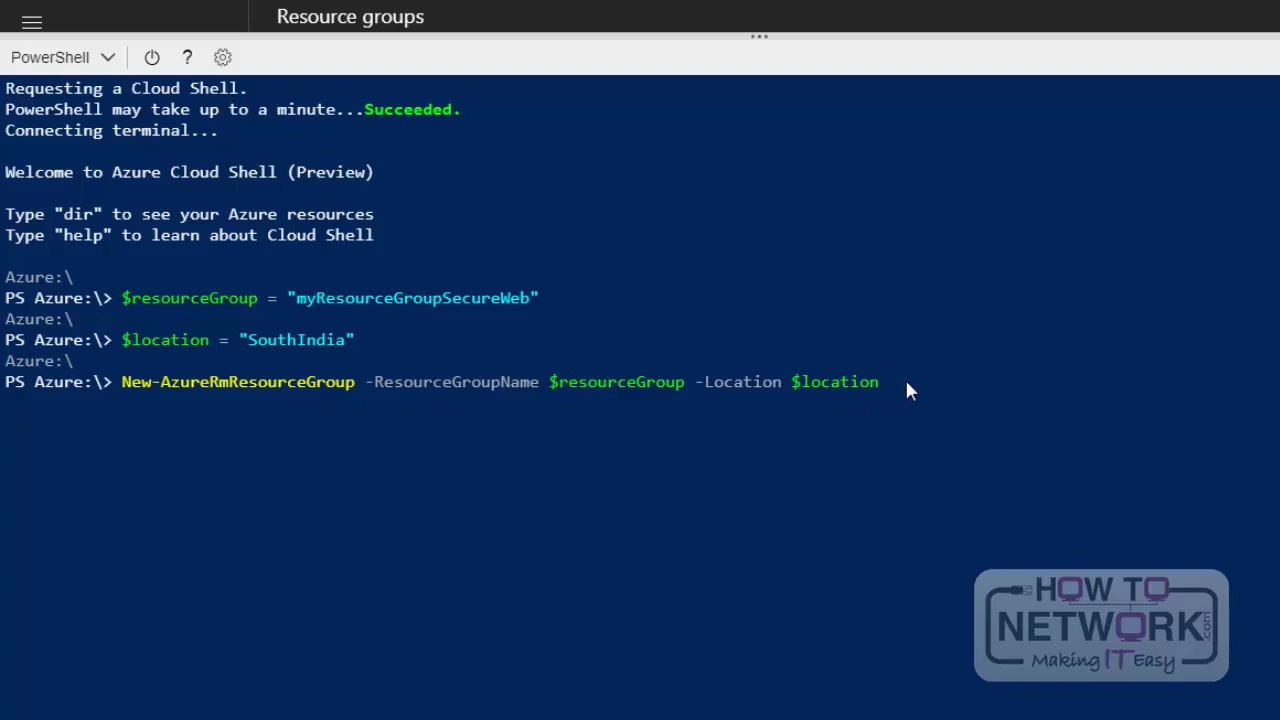 Resource groups
PowerShell
?
Requesting a Cloud Shell.
PowerShell may take up to a minute...Succeeded.
Connecting terminal...
Welcome to Azure Cloud Shell (Preview)
Type "dir" to see your Azure resources
Type "help" to learn about Cloud Shell
Azure:\
PS Azure:\> $resourceGroup = "myResourceGroupSecureWeb"
Azure:\
PS Azure:\> $location = "SouthIndia"
Azure:\
PS Azure:\> New-AzureRmResourceGroup -ResourceGroupName $resourceGroup -Location $location
HOW TO
NETWORK.com
Making IT Easy